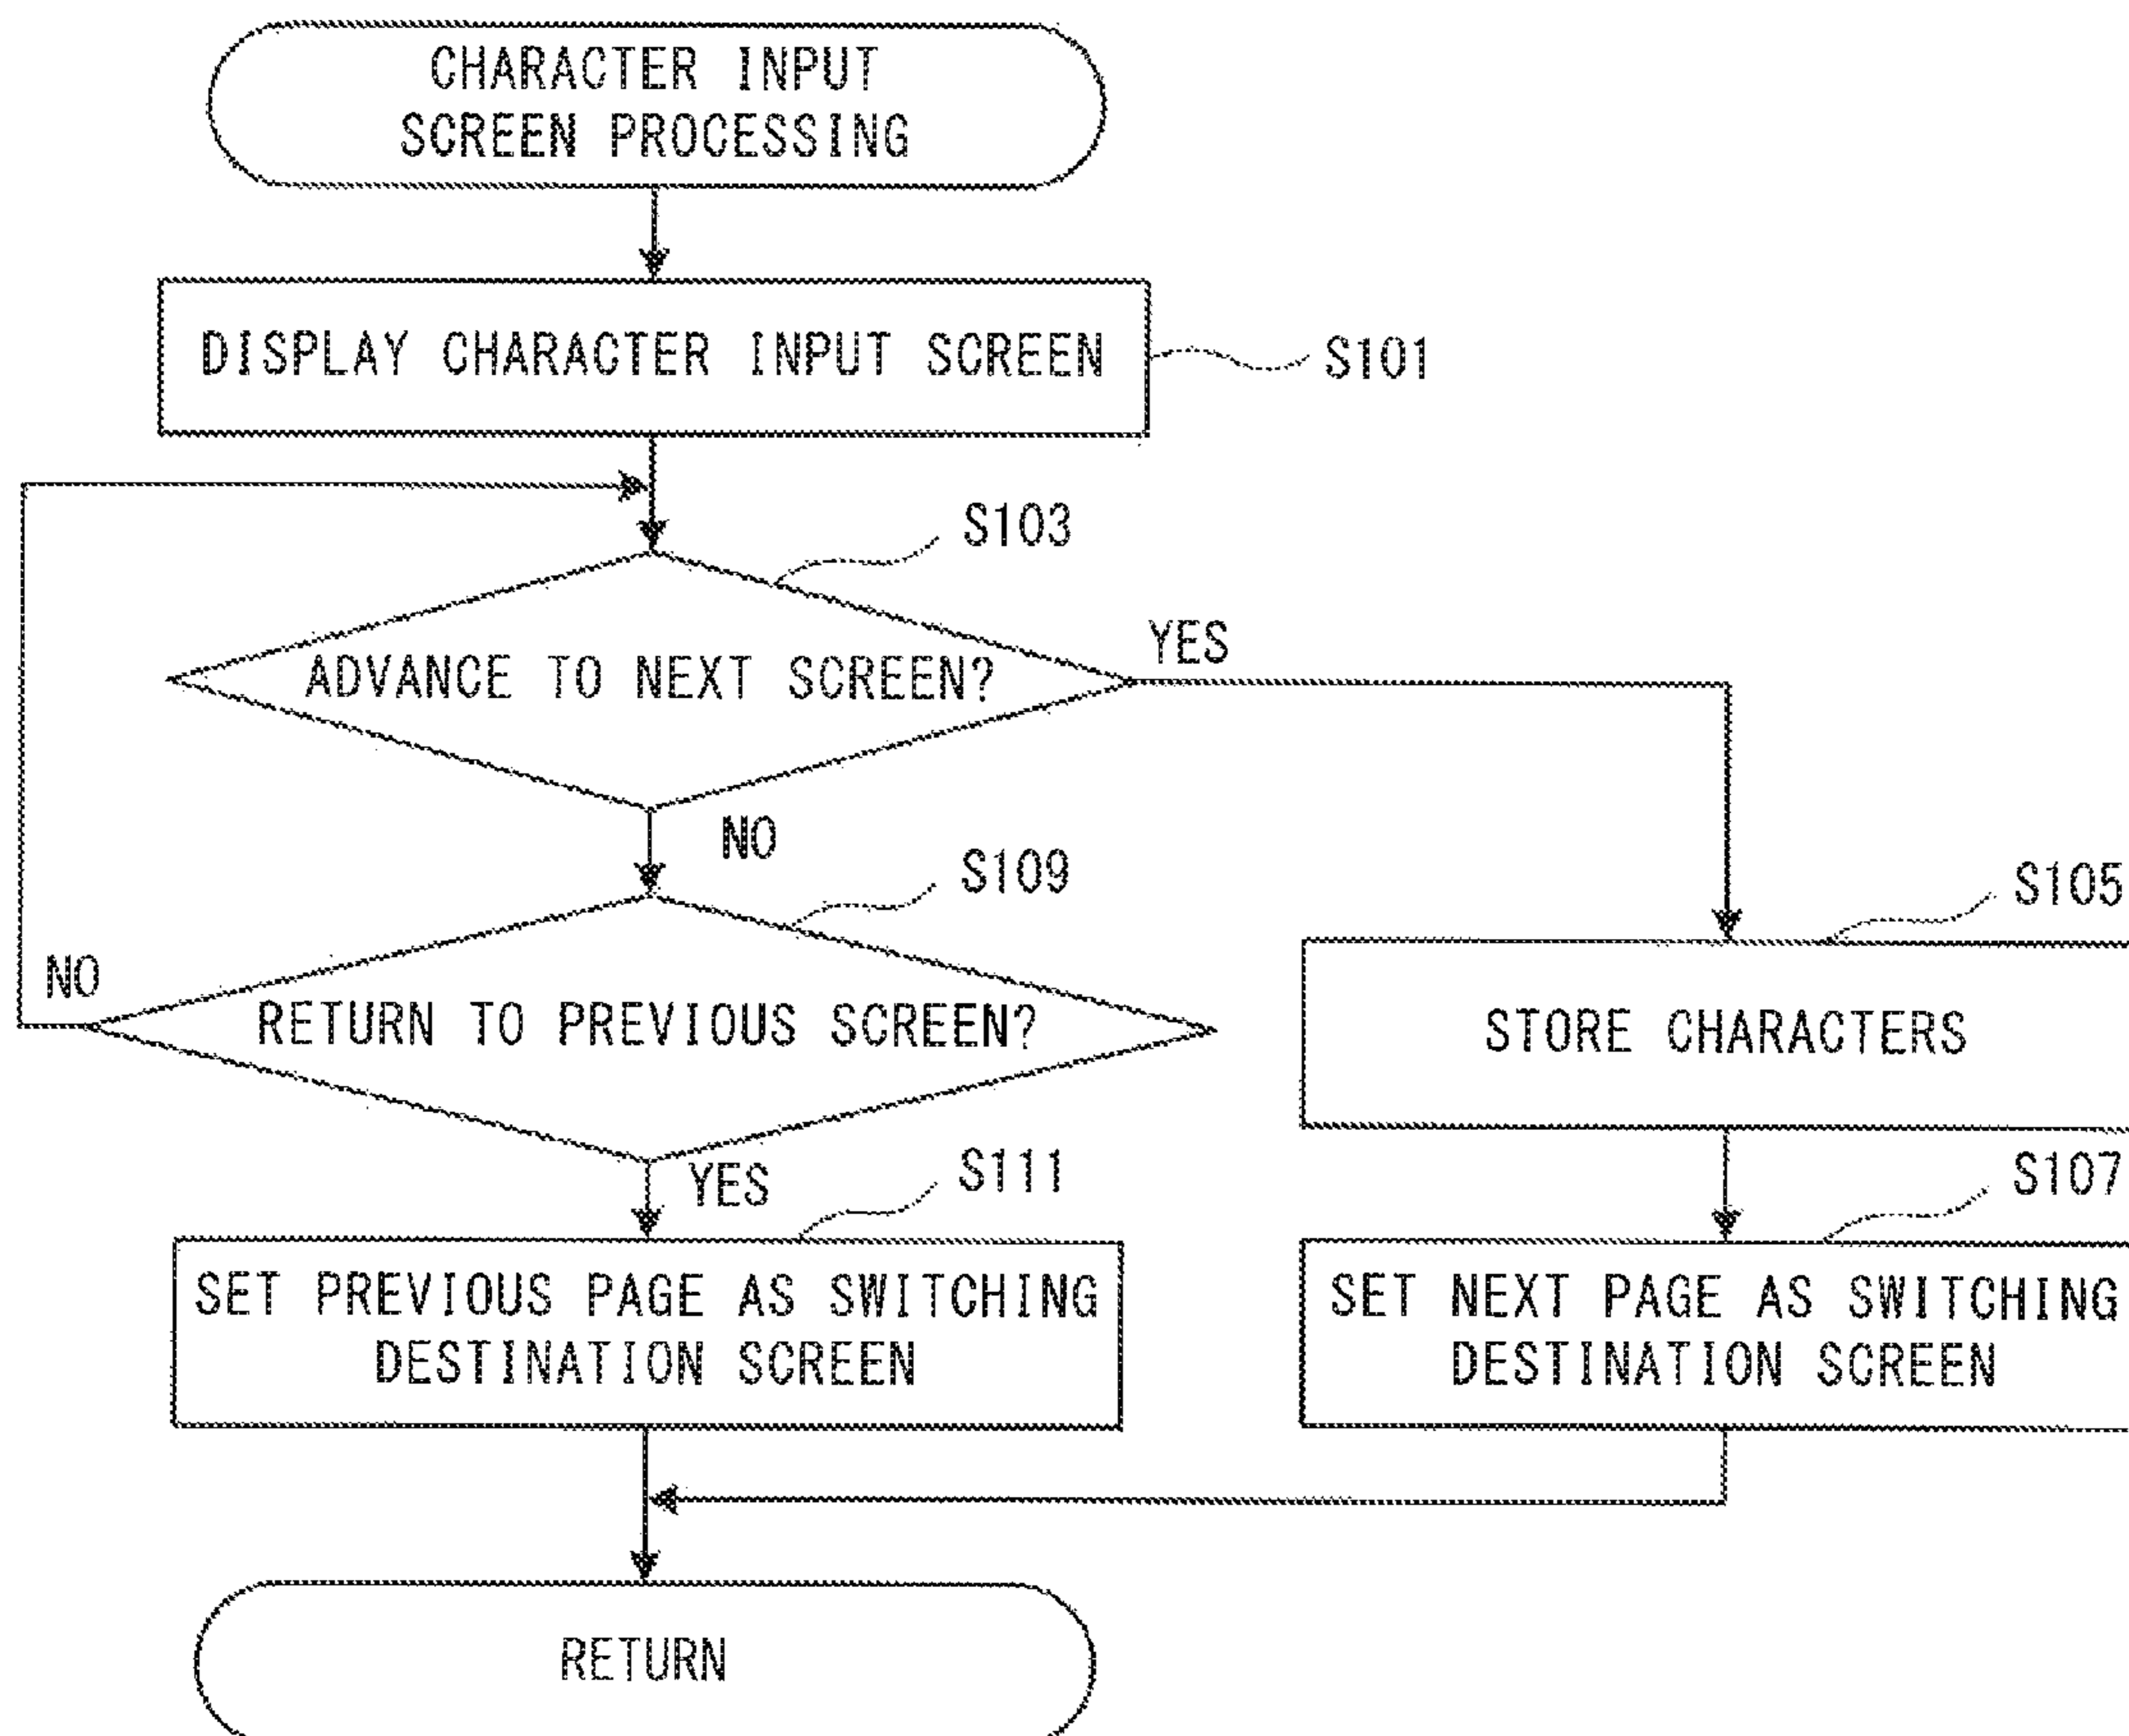 CHARACTER INPUT
SCREEN PROCESSING
DISPLAY CHARACTER INPUT SCREEN
S101
S103
ADVANCE TO NEXT SCREEN?
YES
NO
S109
RETURN TO PREVIOUS SCREEN?
NO
YES
S105
STORE CHARACTERS
S111
SET PREVIOUS PAGE AS SWITCHING
DESTINATION SCREEN
S107
SET NEXT PAGE AS SWITCHING
DESTINATION SCREEN
RETURN